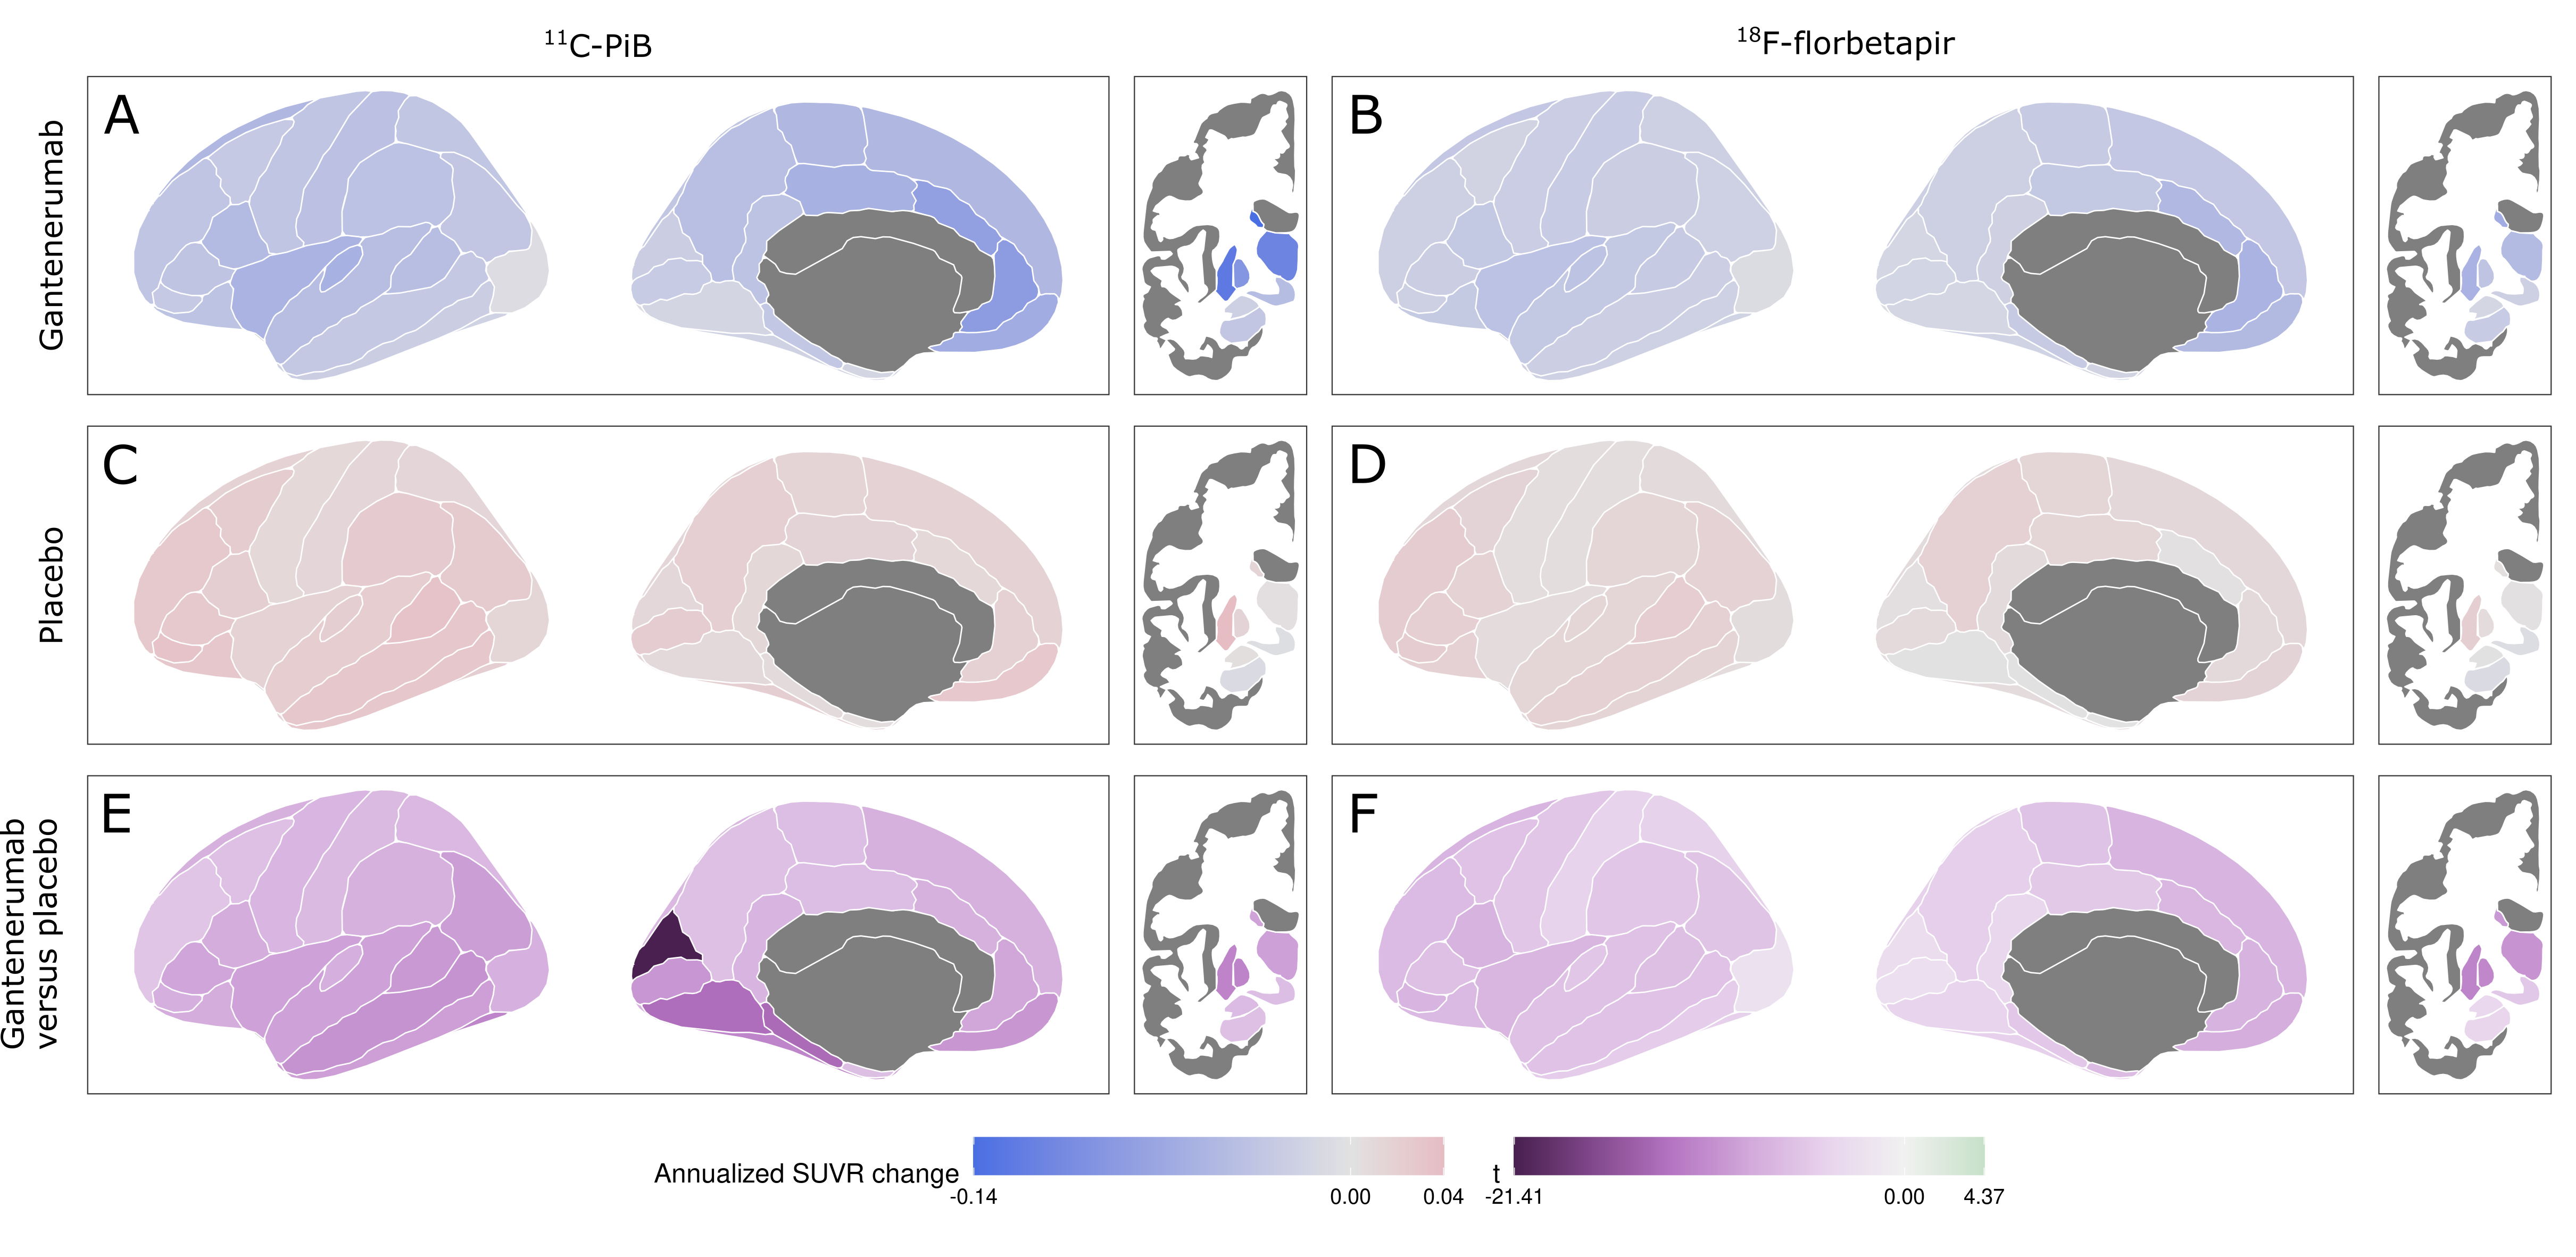 ¹¹C-PiB
¹⁸F-florbetapir
Gantenerumab
A
B
Placebo
C
D
Gantenerumab
versus placebo
E
F
Annualized SUVR change
-0.14
0.00
0.04
t
-21.41
0.00
4.37